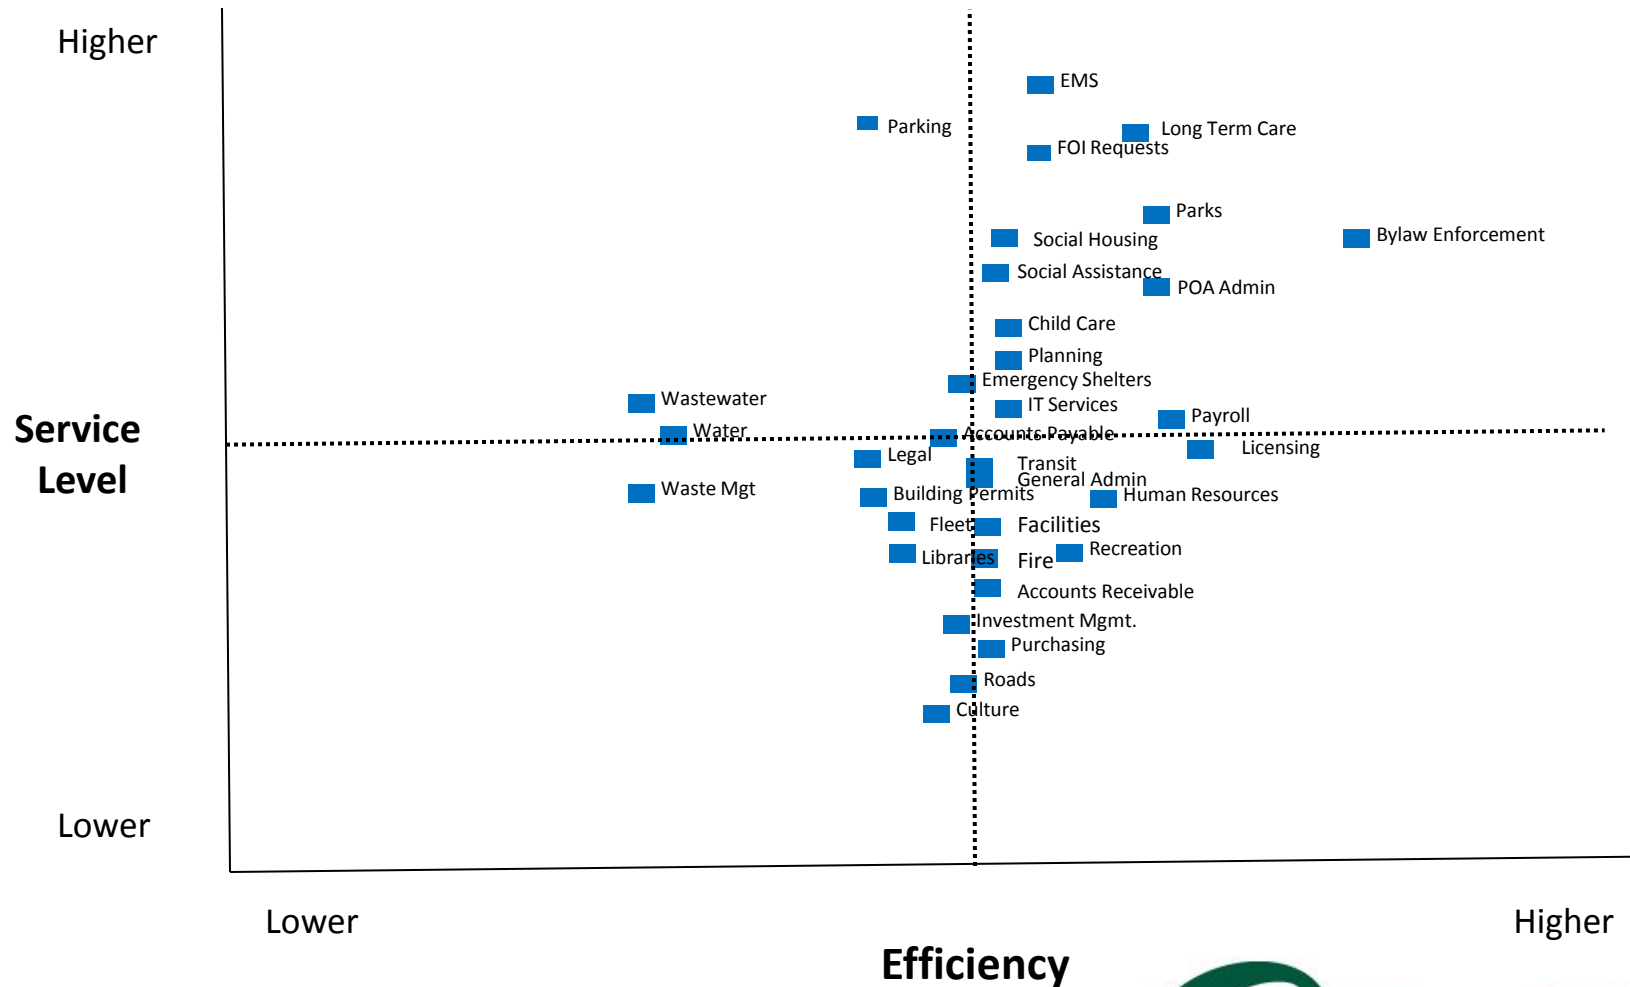 Higher
EMS
Parking
Long Term Care
FOI Requests
Parks
Bylaw Enforcement
Social Housing
Social Assistance
POA Admin
Child Care
Planning
Emergency Shelters
Wastewater
IT Services
Payroll
Service
Level
Water
Accounts Payable
Licensing
Legal
Transit
General Admin
Waste Mgt
Building Permits
Human Resources
Fleet
Facilities
Recreation
Libraries
Fire
Accounts Receivable
Investment Mgmt.
Purchasing
Roads
Culture
Lower
Lower
Higher
Efficiency